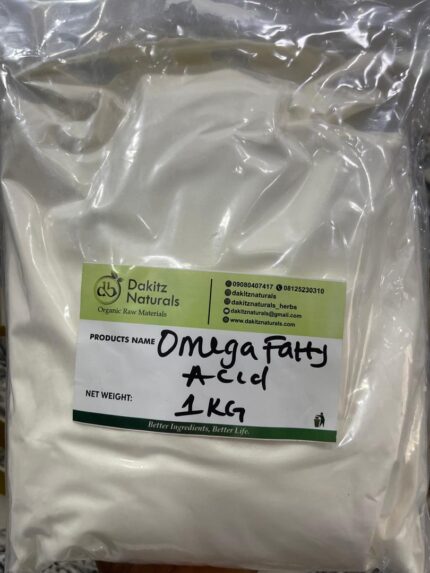 Dakitz
Naturals
Organic Raw Materials
09090407417 08125230310
dakitznaturals
dakitznaturals_herbs
dakitznaturals@gmail.com
www.dakitznaturals.com
PRODUCTS NAME Omega Fatty
Acid
NET WEIGHT: 1KG
Better Ingredients, Better Life.